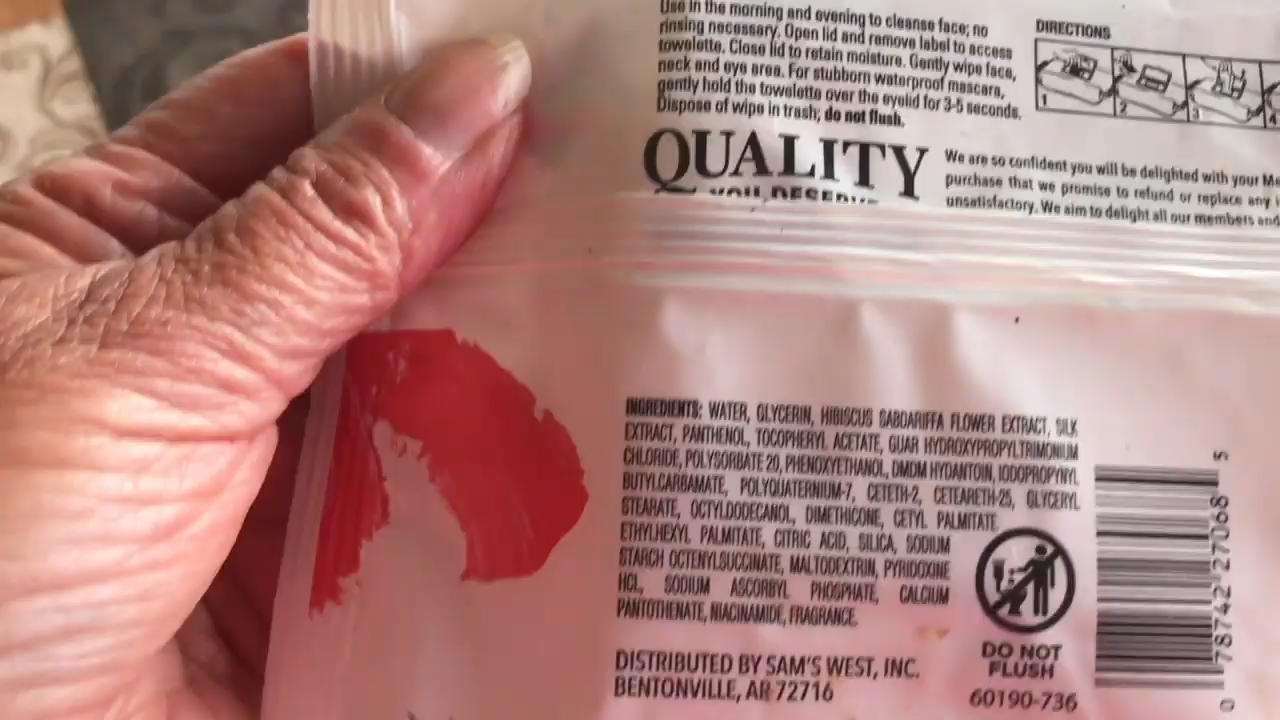 Use in the morning and evening to cleanse face; no
rinsing necessary. Open lid and remove label to access
towelette. Close lid to retain moisture. Gently wipe face,
neck and eye area. For stubborn waterproof mascara,
gently hold the towelette over the eyelid for 3-5 seconds.
Dispose of wipe in trash; do not flush.
DIRECTIONS
1 2 3 4
QUALITY
YOU DESERVE
We are so confident you will be delighted with your
purchase that we promise to refund or replace any
unsatisfactory. We aim to delight all our members and
INGREDIENTS: WATER, GLYCERIN, HIBISCUS SABDARIFFA FLOWER EXTRACT, SILK
EXTRACT, PANTHENOL, TOCOPHERYL ACETATE, GUAR HYDROXYPROPYLTRIMONIUM
CHLORIDE, POLYSORBATE 20, PHENOXYETHANOL, DMDM HYDANTOIN, IODOPROPYNYL
BUTYLCARBAMATE, POLYQUATERNIUM-7, CETETH-2, CETEARETH-25, GLYCERYL
STEARATE, OCTYLDODECANOL, DIMETHICONE, CETYL PALMITATE
ETHYLHEXYL PALMITATE, CITRIC ACID, SILICA, SODIUM
STARCH OCTENYLSUCCINATE, MALTODEXTRIN, PYRIDOXINE
HCL, SODIUM ASCORBYL PHOSPHATE, CALCIUM
PANTOTHENATE, NIACINAMIDE, FRAGRANCE.
DO NOT
FLUSH
60190-736
DISTRIBUTED BY SAM'S WEST, INC.
BENTONVILLE, AR 72716
0 78742 27068 5